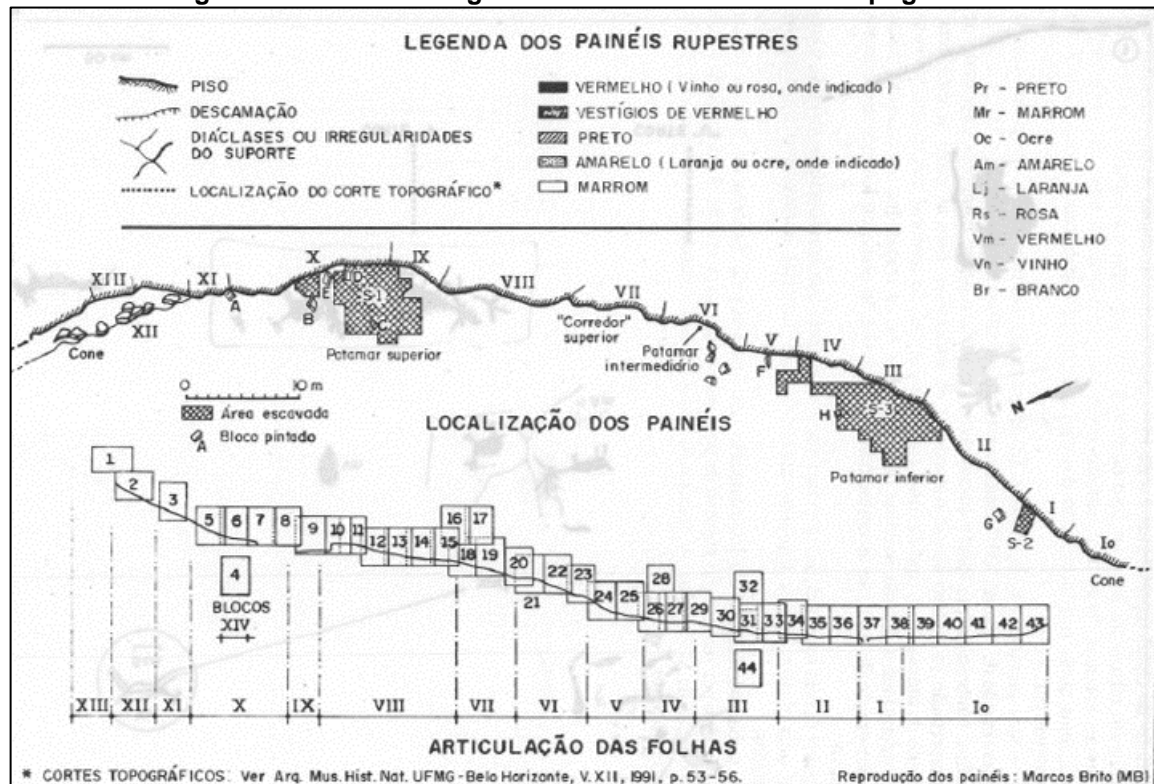 LEGENDA DOS PAINÉIS RUPESTRES
PISO
DESCAMAÇÃO
DIÁCLASES OU IRREGULARIDADES
DO SUPORTE
LOCALIZAÇÃO DO CORTE TOPOGRÁFICO*
VERMELHO ( Vinho ou rosa, onde indicado )
VESTÍGIOS DE VERMELHO
PRETO
AMARELO (Laranja ou ocre, onde indicado)
MARROM
Pr - PRETO
Mr - MARROM
Oc - Ocre
Am - AMARELO
Lj - LARANJA
Rs - ROSA
Vm - VERMELHO
Vn - VINHO
Br - BRANCO
XIII XI X IX VIII VII VI V IV III II I Io
XII
A B C D E F G H
S-1
S-3
S-2
Cone
Patamar superior
"Corredor"
superior
Patamar
intermediário
Patamar inferior
N
Cone
0 10 m
Área escavada
A Bloco pintado
LOCALIZAÇÃO DOS PAINÉIS
1 2 3 5 6 7 8 9 10 11 12 13 14 15 16 17 18 19 20 21 22 23 24 25 26 27 28 29 30 31 32 33 34 35 36 37 38 39 40 41 42 43
4
44
BLOCOS
XIV
XIII XII XI X IX VIII VII VI V IV III II I Io
ARTICULAÇÃO DAS FOLHAS
* CORTES TOPOGRÁFICOS: Ver Arq. Mus. Hist. Nat. UFMG - Belo Horizonte, V. XII, 1991, p. 53-56.
Reprodução dos painéis : Marcos Brito (MB)